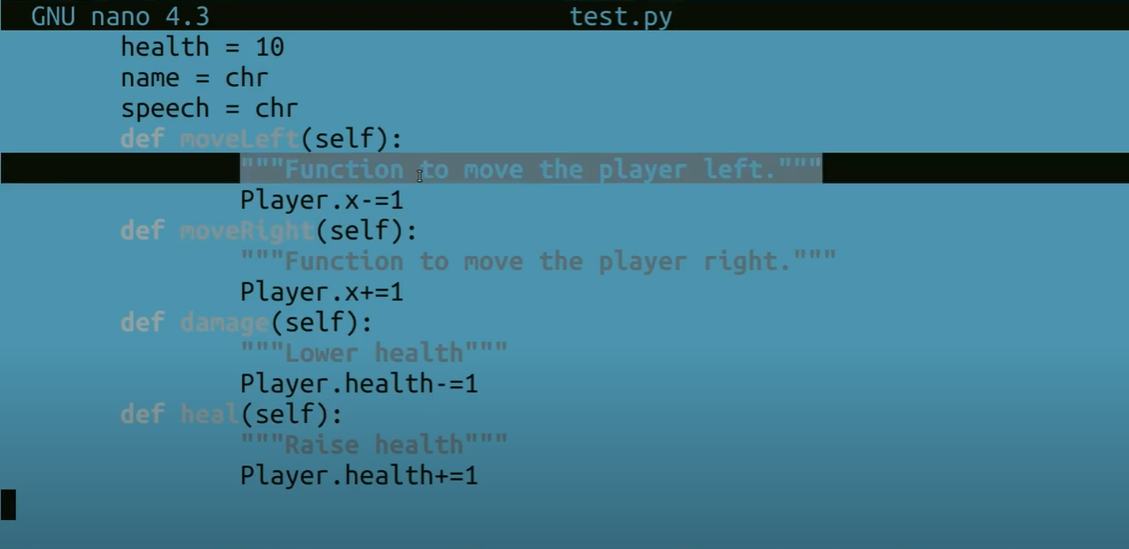 GNU nano 4.3 test.py
health = 10
name = chr
speech = chr
def moveLeft(self):
"""Function to move the player left."""
Player.x-=1
def moveRight(self):
"""Function to move the player right."""
Player.x+=1
def damage(self):
"""Lower health"""
Player.health-=1
def heal(self):
"""Raise health"""
Player.health+=1